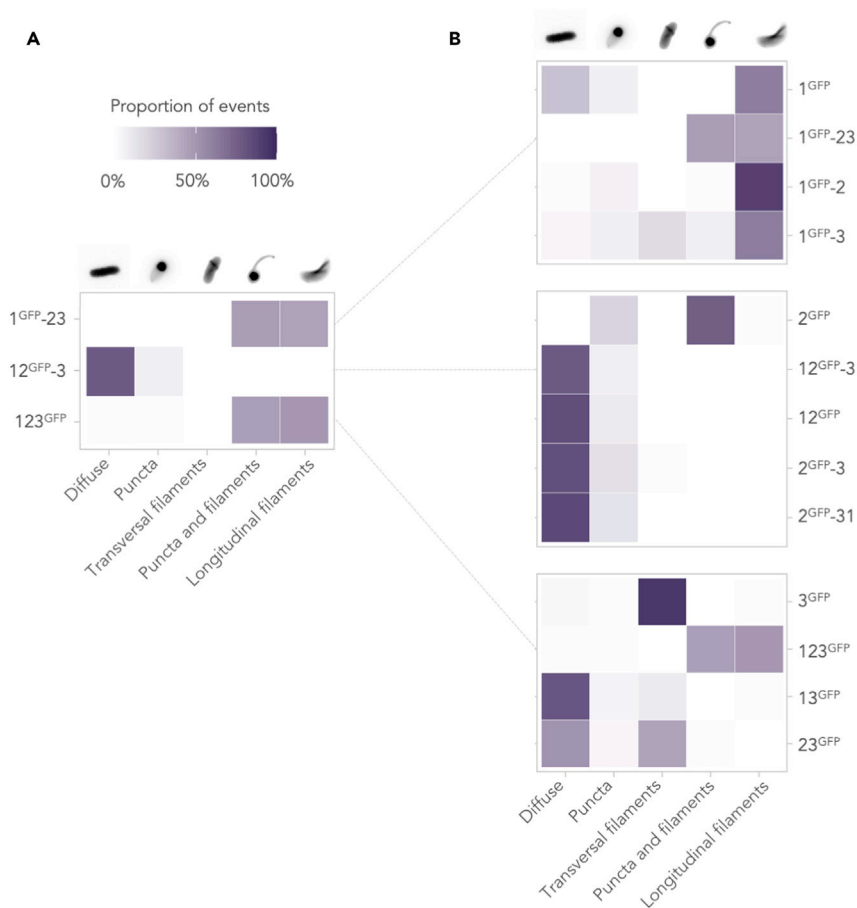 A
B
Proportion of events
0% 50% 100%
1GFP-23
12GFP-3
123GFP
Diffuse
Puncta
Transversal filaments
Puncta and filaments
Longitudinal filaments
1GFP
1GFP-23
1GFP-2
1GFP-3
2GFP
12GFP-3
12GFP
2GFP-3
2GFP-31
3GFP
123GFP
13GFP
23GFP
Diffuse
Puncta
Transversal filaments
Puncta and filaments
Longitudinal filaments